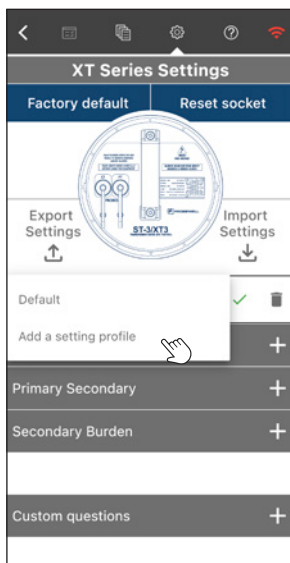 XT Series Settings
Factory default
Reset socket
PROBES
ST-3/XT3
Export
Settings
Import
Settings
Default
Add a setting profile
Primary Secondary
Secondary Burden
Custom questions